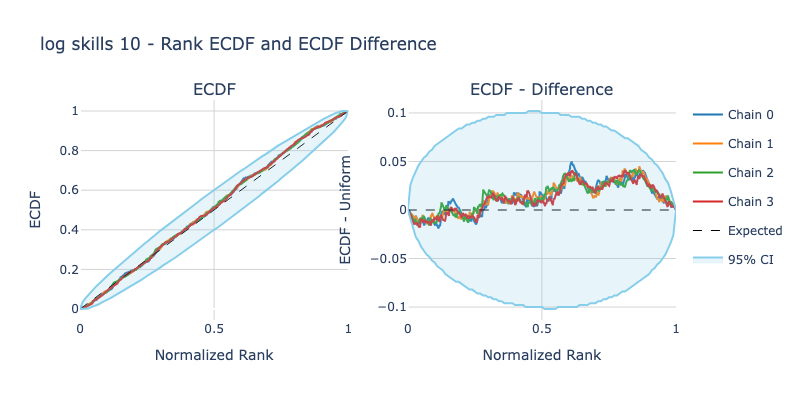 log skills 10 - Rank ECDF and ECDF Difference
ECDF
ECDF
1
0.8
0.6
0.4
0.2
0
0
0.5
1
Normalized Rank
ECDF - Difference
ECDF - Uniform
0.1
0.05
0
−0.05
−0.1
0
0.5
1
Normalized Rank
Chain 0
Chain 1
Chain 2
Chain 3
Expected
95% CI